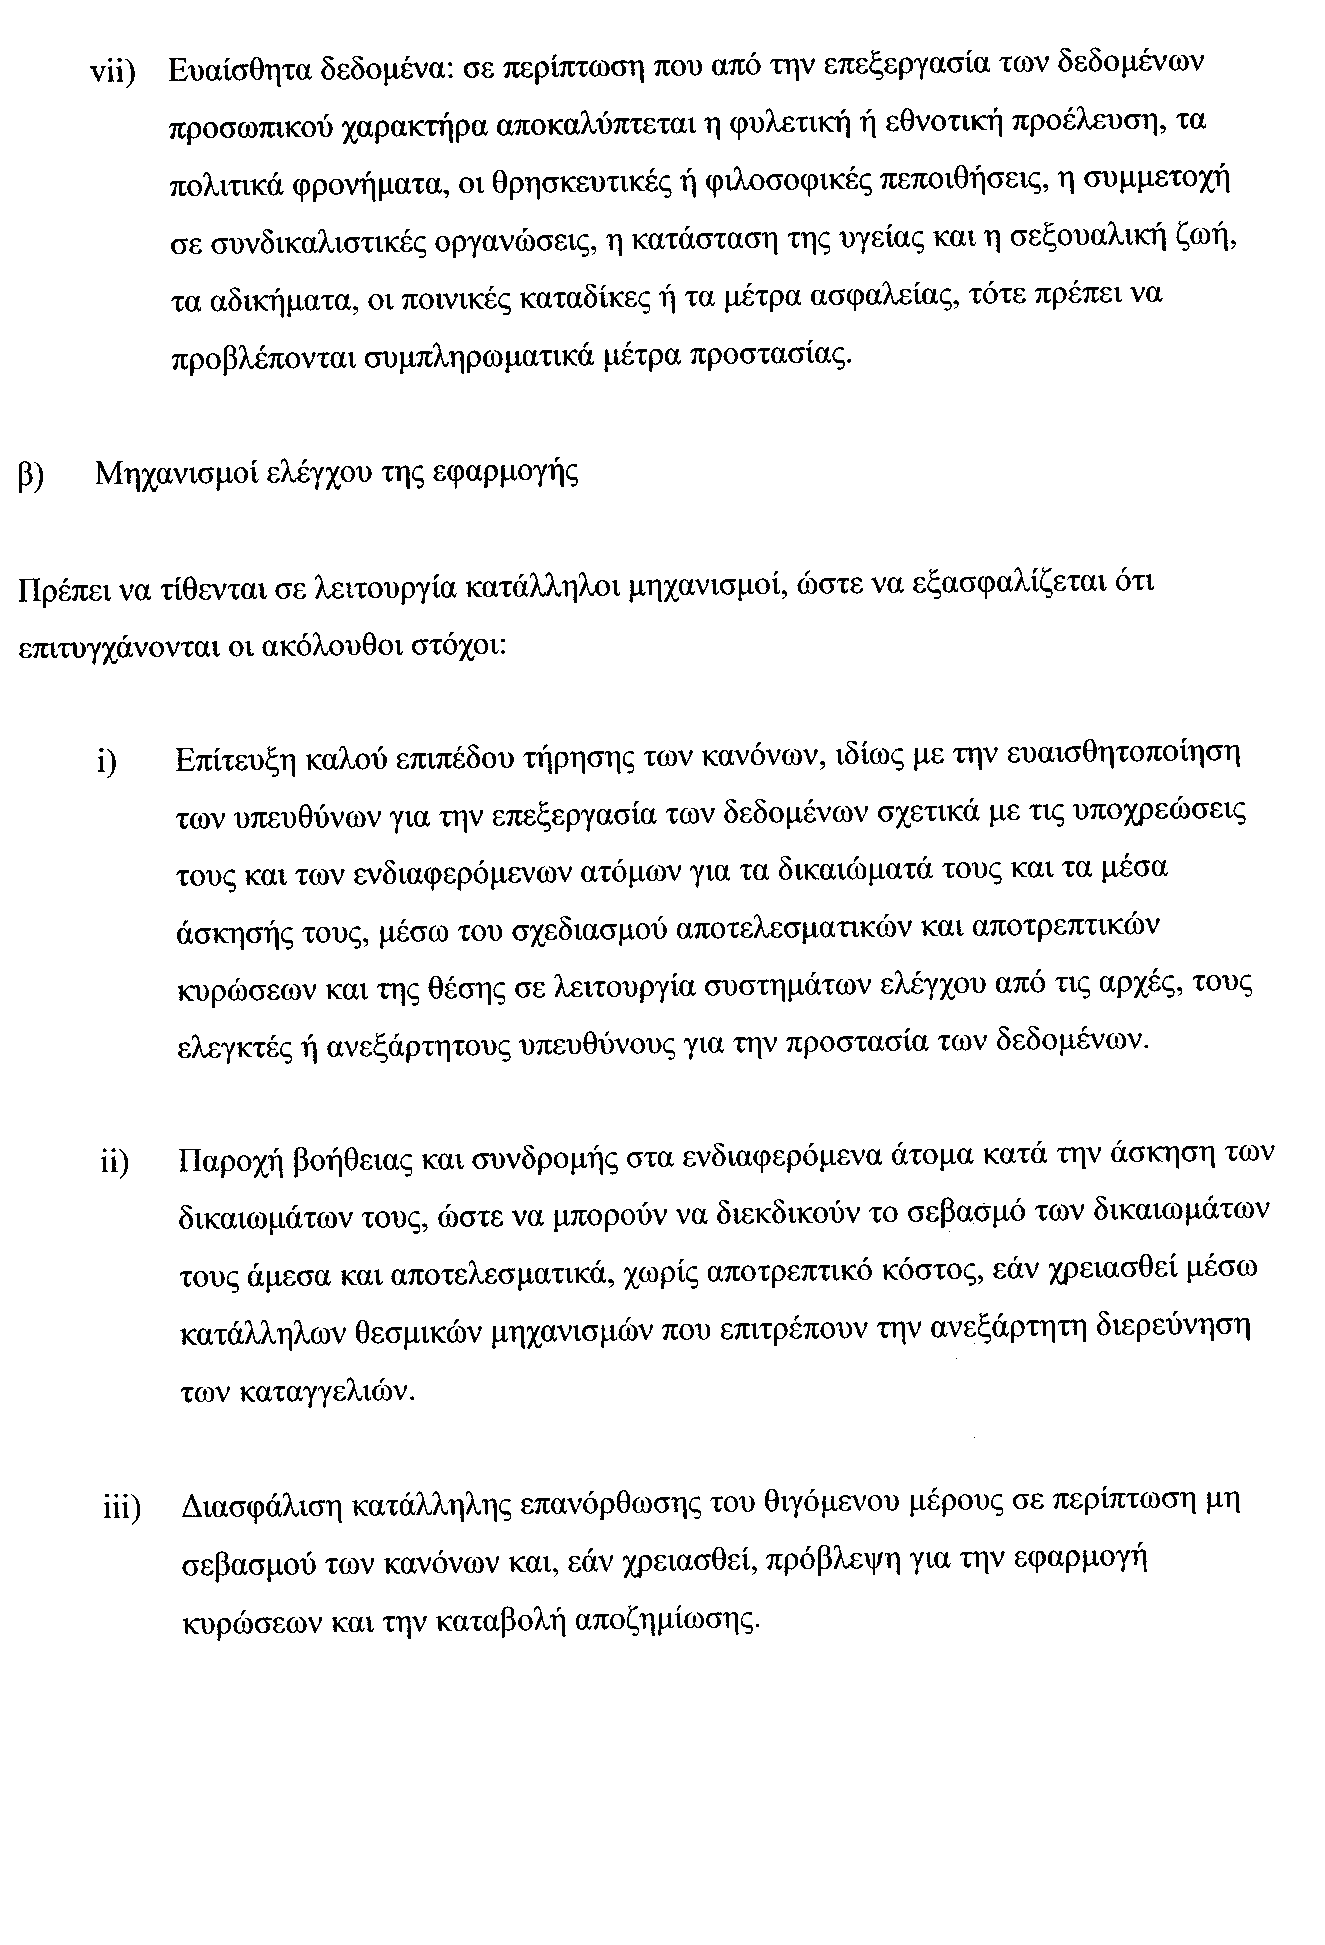 vii) Ευαίσθητα δεδομένα: σε περίπτωση που από την επεξεργασία των δεδομένων
προσωπικού χαρακτήρα αποκαλύπτεται η φυλετική ή εθνοτική προέλευση, τα
πολιτικά φρονήματα, οι θρησκευτικές ή φιλοσοφικές πεποιθήσεις, η συμμετοχή
σε συνδικαλιστικές οργανώσεις, η κατάσταση της υγείας και η σεξουαλική ζωή,
τα αδικήματα, οι ποινικές καταδίκες ή τα μέτρα ασφαλείας, τότε πρέπει να
προβλέπονται συμπληρωματικά μέτρα προστασίας.
β) Μηχανισμοί ελέγχου της εφαρμογής
Πρέπει να τίθενται σε λειτουργία κατάλληλοι μηχανισμοί, ώστε να εξασφαλίζεται ότι
επιτυγχάνονται οι ακόλουθοι στόχοι:
i) Επίτευξη καλού επιπέδου τήρησης των κανόνων, ιδίως με την ευαισθητοποίηση
των υπευθύνων για την επεξεργασία των δεδομένων σχετικά με τις υποχρεώσεις
τους και των ενδιαφερόμενων ατόμων για τα δικαιώματά τους και τα μέσα
άσκησής τους, μέσω του σχεδιασμού αποτελεσματικών και αποτρεπτικών
κυρώσεων και της θέσης σε λειτουργία συστημάτων ελέγχου από τις αρχές, τους
ελεγκτές ή ανεξάρτητους υπευθύνους για την προστασία των δεδομένων.
ii) Παροχή βοήθειας και συνδρομής στα ενδιαφερόμενα άτομα κατά την άσκηση των
δικαιωμάτων τους, ώστε να μπορούν να διεκδικούν το σεβασμό των δικαιωμάτων
τους άμεσα και αποτελεσματικά, χωρίς αποτρεπτικό κόστος, εάν χρειασθεί μέσω
κατάλληλων θεσμικών μηχανισμών που επιτρέπουν την ανεξάρτητη διερεύνηση
των καταγγελιών.
iii) Διασφάλιση κατάλληλης επανόρθωσης του θιγόμενου μέρους σε περίπτωση μη
σεβασμού των κανόνων και, εάν χρειασθεί, πρόβλεψη για την εφαρμογή
κυρώσεων και την καταβολή αποζημίωσης.